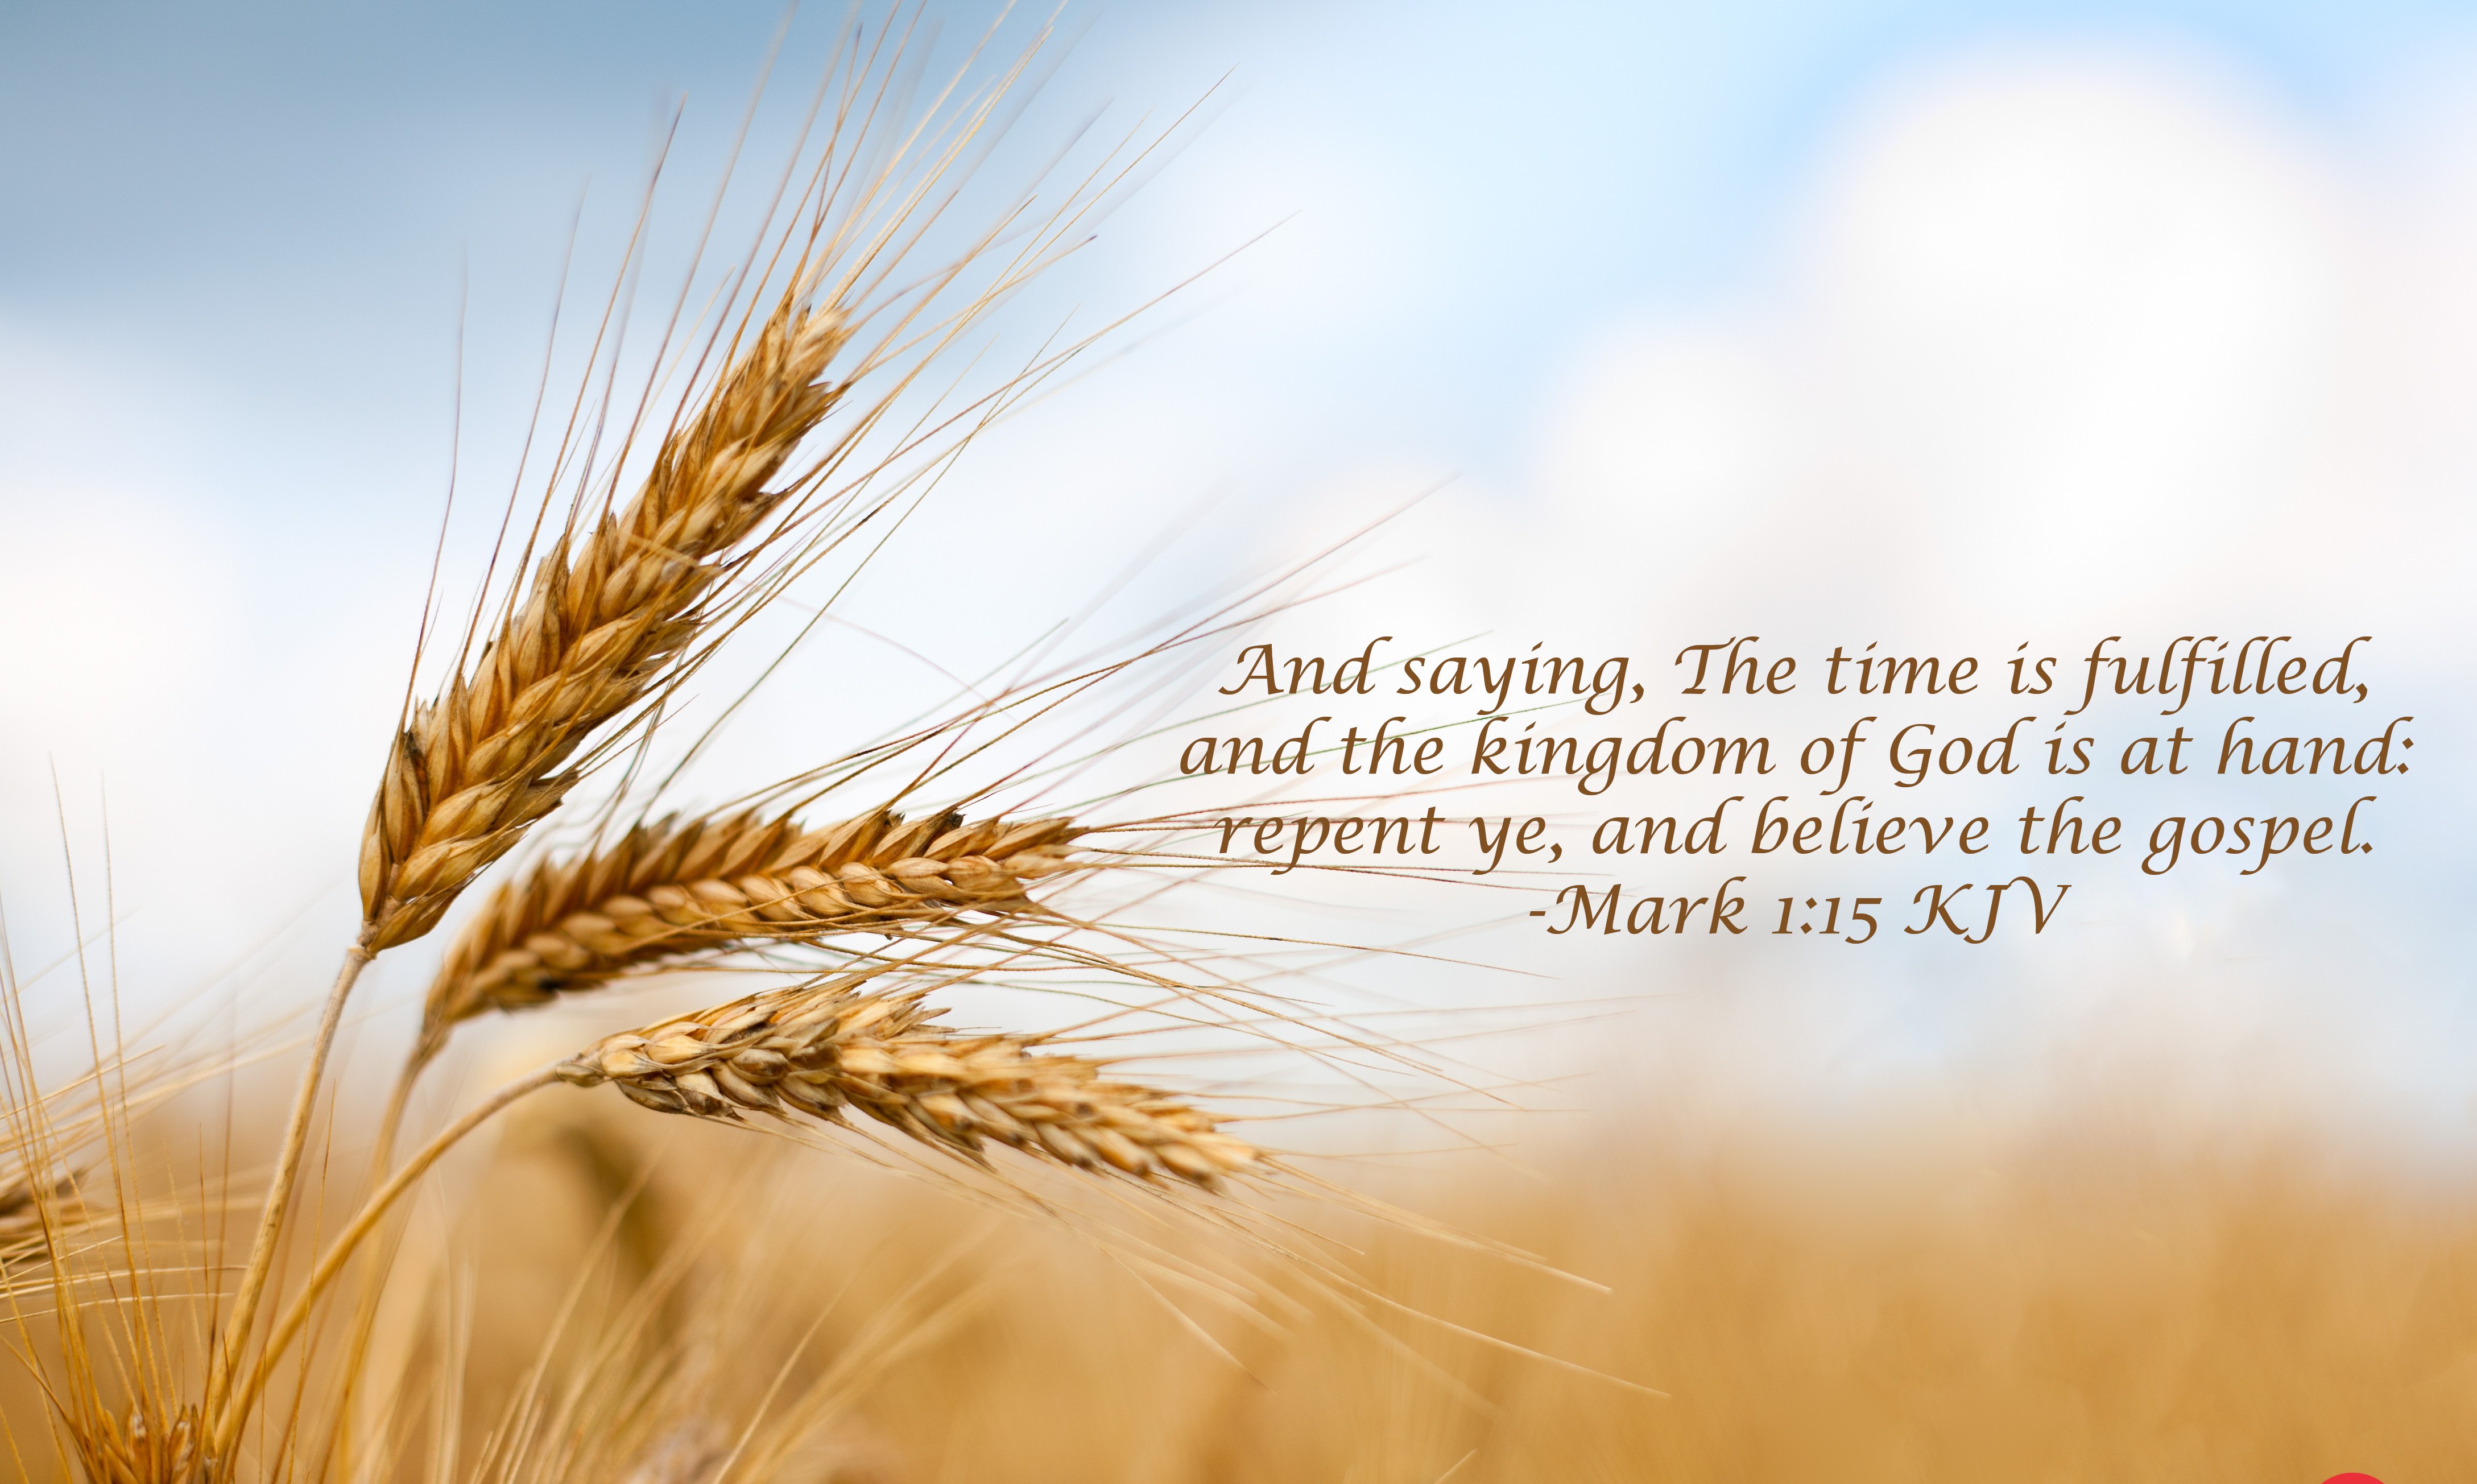 And saying, The time is fulfilled,
and the kingdom of God is at hand:
repent ye, and believe the gospel.
-Mark 1:15 KJV